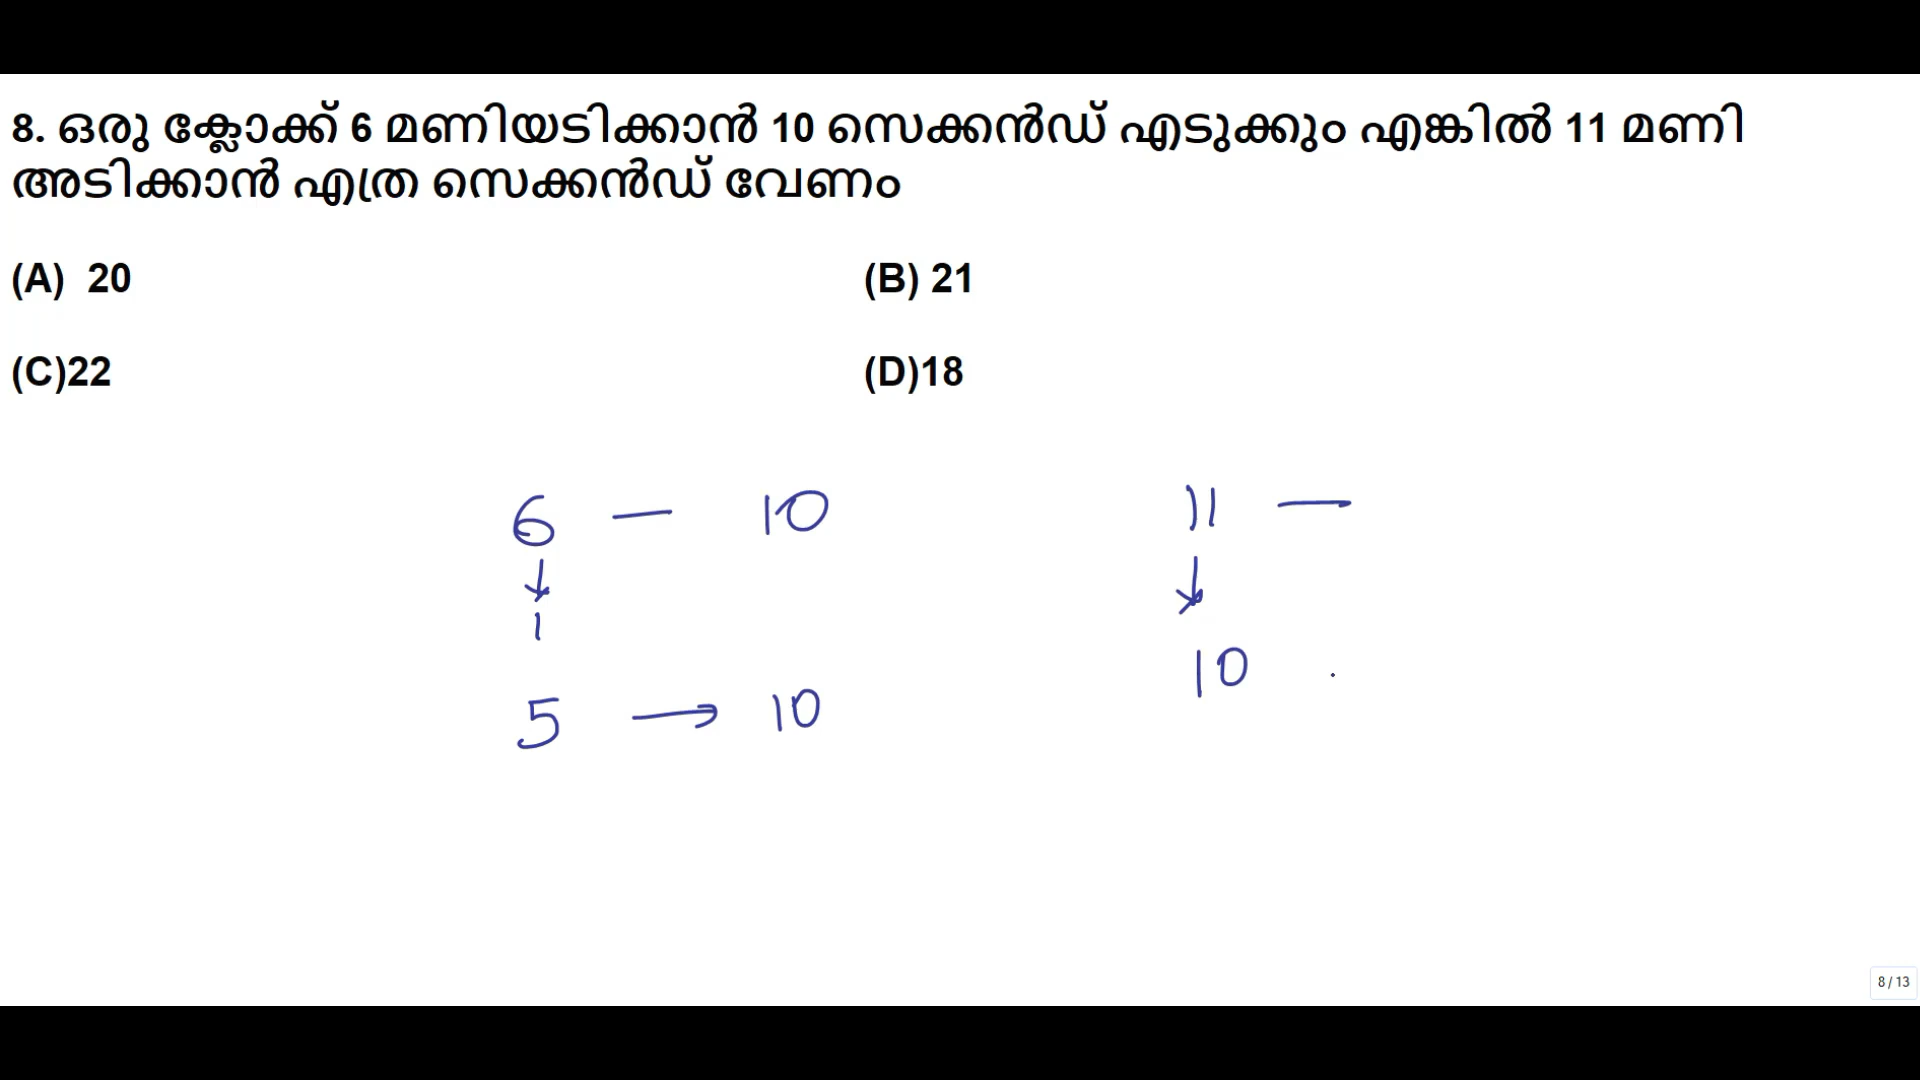 8. ഒരു ക്ലോക്ക് 6 മണിയടിക്കാൻ 10 സെക്കൻഡ് എടുക്കും എങ്കിൽ 11 മണി
അടിക്കാൻ എത്ര സെക്കൻഡ് വേണം
(A) 20 (B) 21
(C)22 (D)18
6 — 10 11 —
↓ ↓
1
10
5 → 10
8 / 13